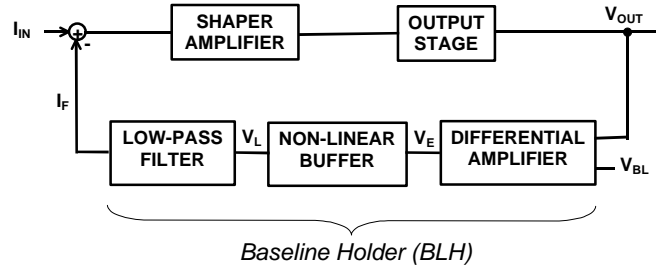 I_IN
+
-
SHAPER
AMPLIFIER
OUTPUT
STAGE
V_OUT
I_F
LOW-PASS
FILTER
V_L
NON-LINEAR
BUFFER
V_E
DIFFERENTIAL
AMPLIFIER
V_BL
Baseline Holder (BLH)